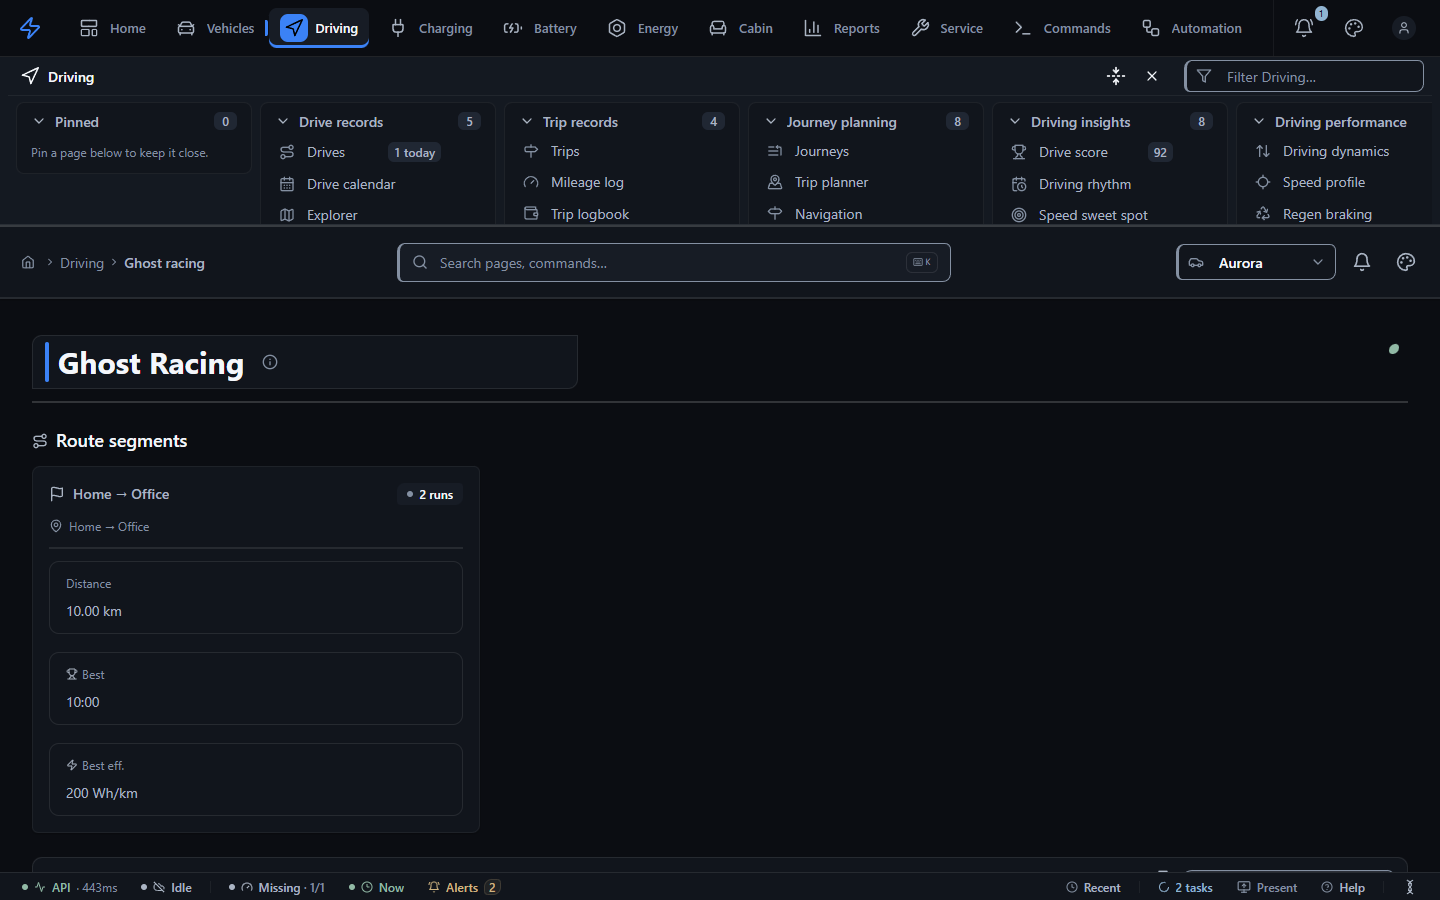 Home
Vehicles
Driving
Charging
Battery
Energy
Cabin
Reports
Service
Commands
Automation
1
Driving
Filter Driving...
Pinned 0
Pin a page below to keep it close.
Drive records 5
Drives 1 today
Drive calendar
Explorer
Trip records 4
Trips
Mileage log
Trip logbook
Journey planning 8
Journeys
Trip planner
Navigation
Driving insights 8
Drive score 92
Driving rhythm
Speed sweet spot
Driving performance
Driving dynamics
Speed profile
Regen braking
Driving
Ghost racing
Search pages, commands...
K
Aurora
Ghost Racing
Route segments
Home → Office
2 runs
Home → Office
Distance
10.00 km
Best
10:00
Best eff.
200 Wh/km
API · 443ms
Idle
Missing · 1/1
Now
Alerts 2
Recent
2 tasks
Present
Help